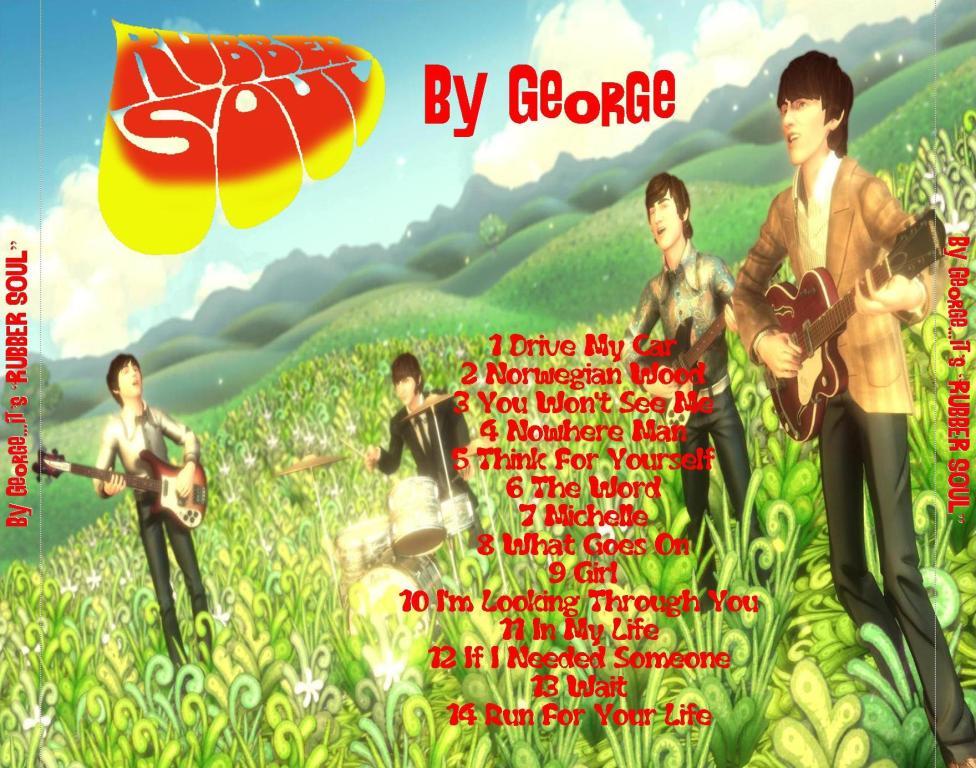 RUBBER
SOUL
By George
1 Drive My Car
2 Norwegian Wood
3 You Won't See Me
4 Nowhere Man
5 Think For Yourself
6 The Word
7 Michelle
8 What Goes On
9 Girl
10 I'm Looking Through You
11 In My Life
12 If I Needed Someone
13 Wait
14 Run For Your Life
By George...iT's "RUBBER SOUL"
By George...iT's "RUBBER SOUL"